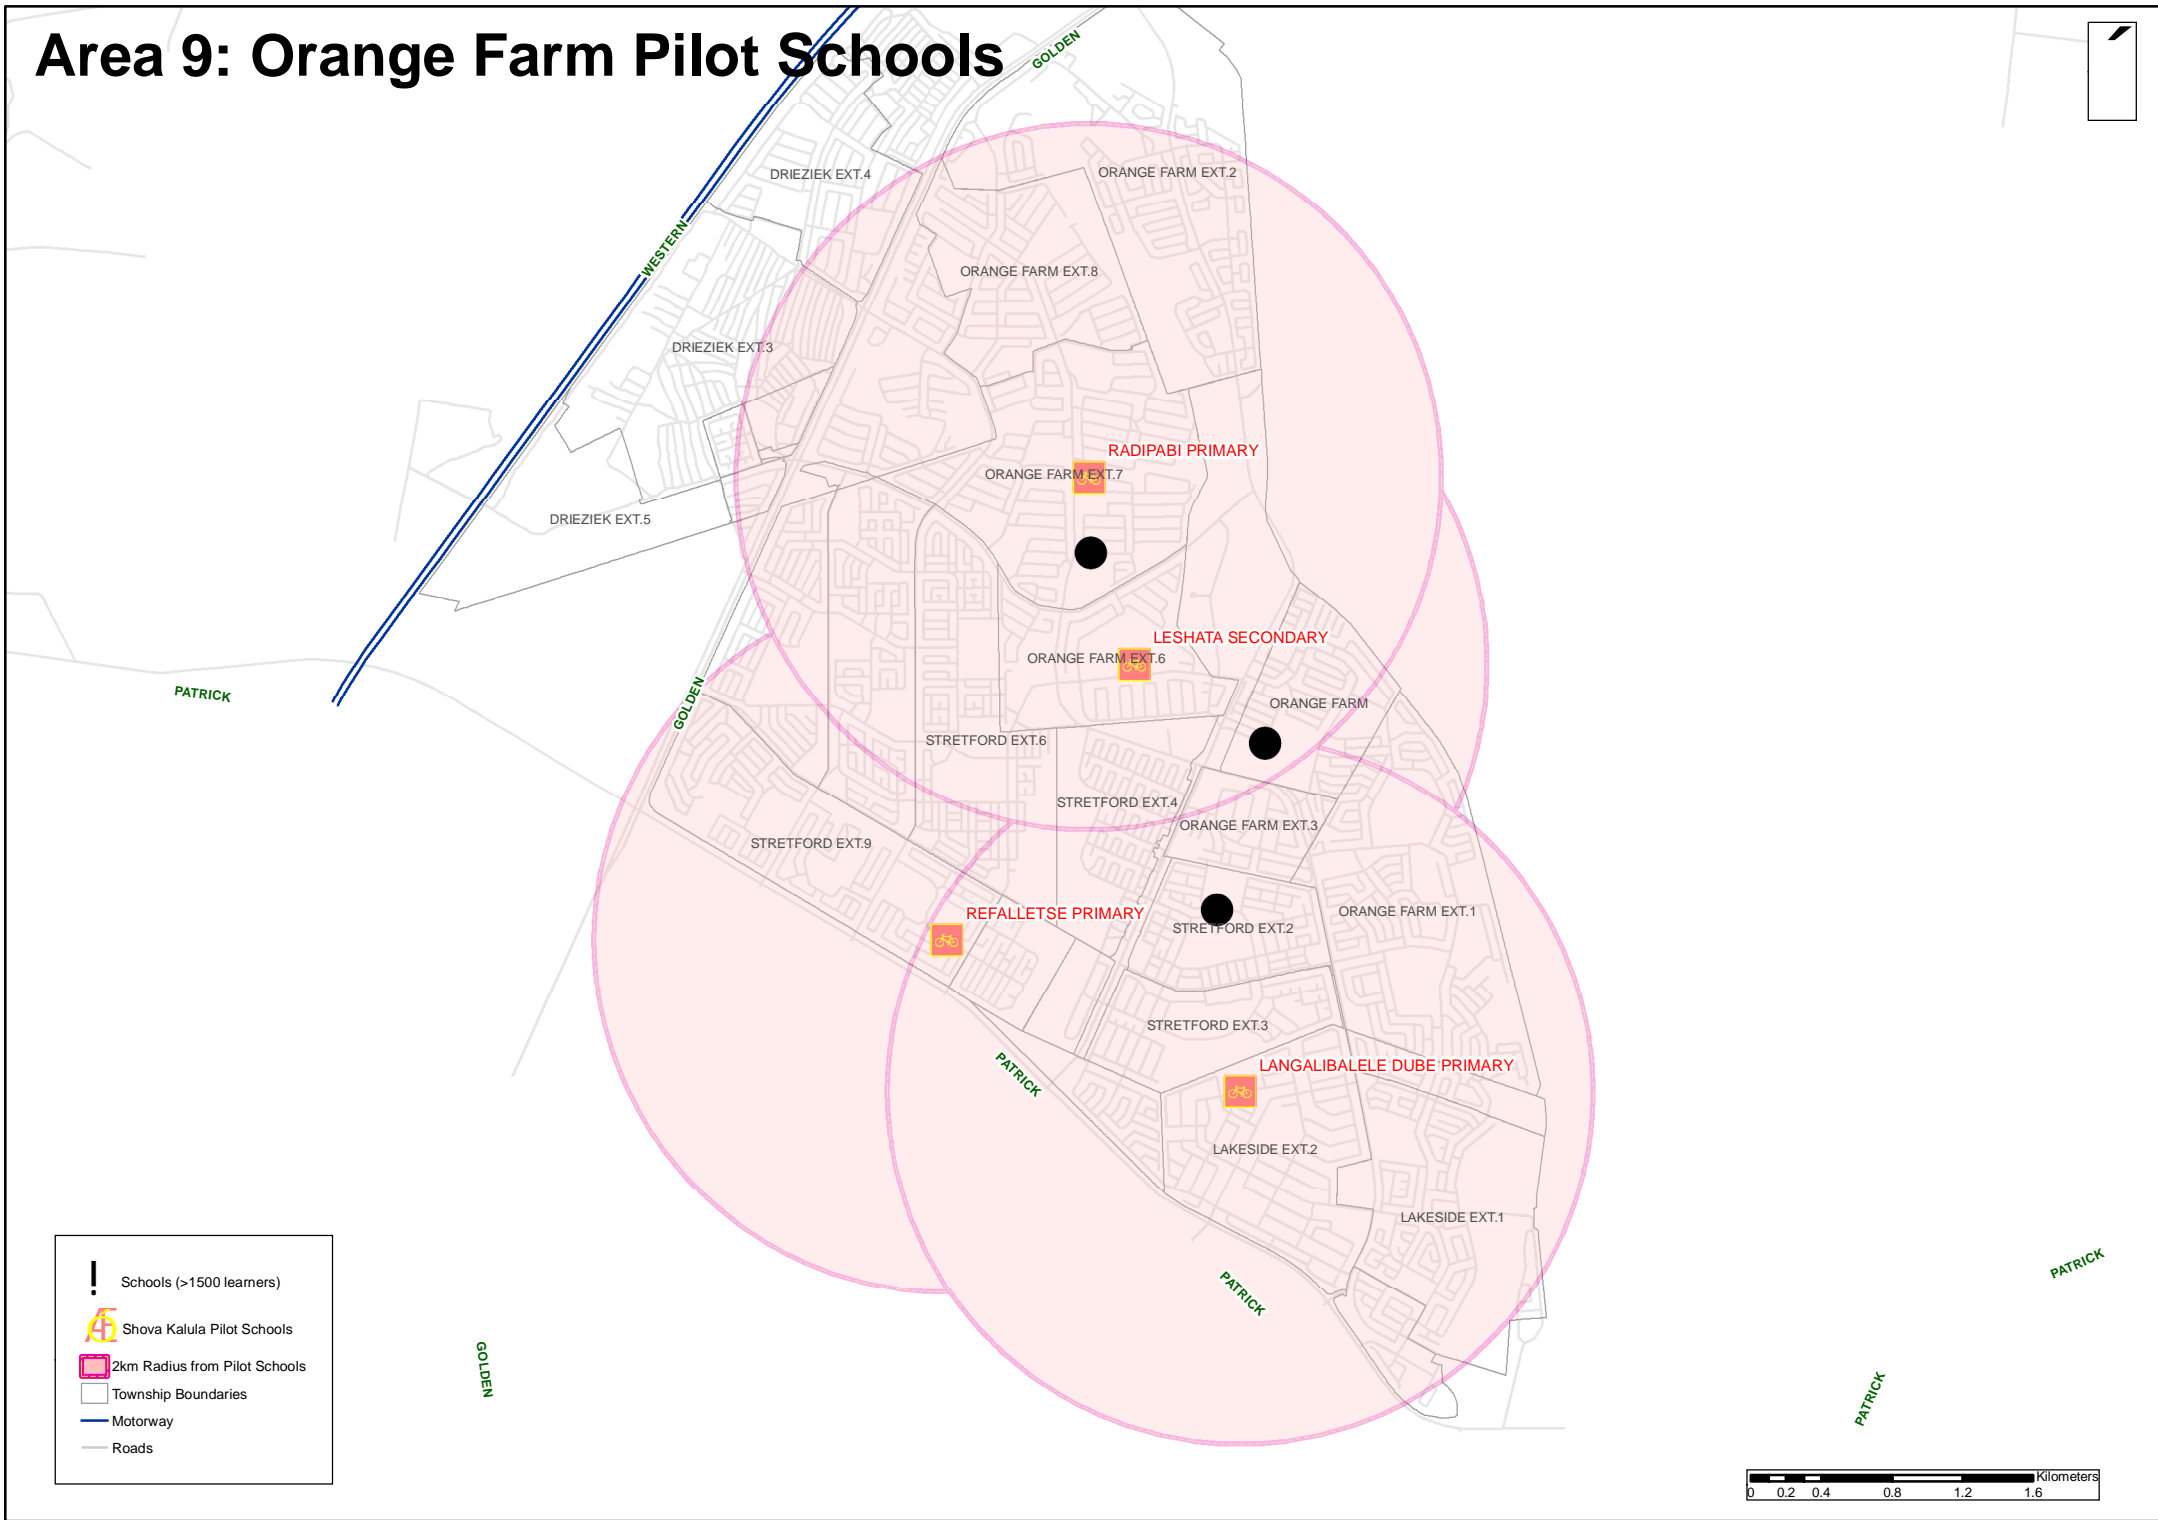 Area 9: Orange Farm Pilot Schools
GOLDEN
DRIEZIEK EXT.4
ORANGE FARM EXT.2
WESTERN
ORANGE FARM EXT.8
DRIEZIEK EXT.3
RADIPABI PRIMARY
ORANGE FARM EXT.7
DRIEZIEK EXT.5
LESHATA SECONDARY
ORANGE FARM EXT.6
PATRICK
GOLDEN
ORANGE FARM
STRETFORD EXT.6
STRETFORD EXT.4
ORANGE FARM EXT.3
STRETFORD EXT.9
REFALLETSE PRIMARY
ORANGE FARM EXT.1
STRETFORD EXT.2
STRETFORD EXT.3
PATRICK
LANGALIBALELE DUBE PRIMARY
LAKESIDE EXT.2
LAKESIDE EXT.1
PATRICK
PATRICK
GOLDEN
PATRICK
! Schools (>1500 learners)
Æ Shova Kalula Pilot Schools
2km Radius from Pilot Schools
Township Boundaries
Motorway
Roads
Kilometers
0 0.2 0.4 0.8 1.2 1.6